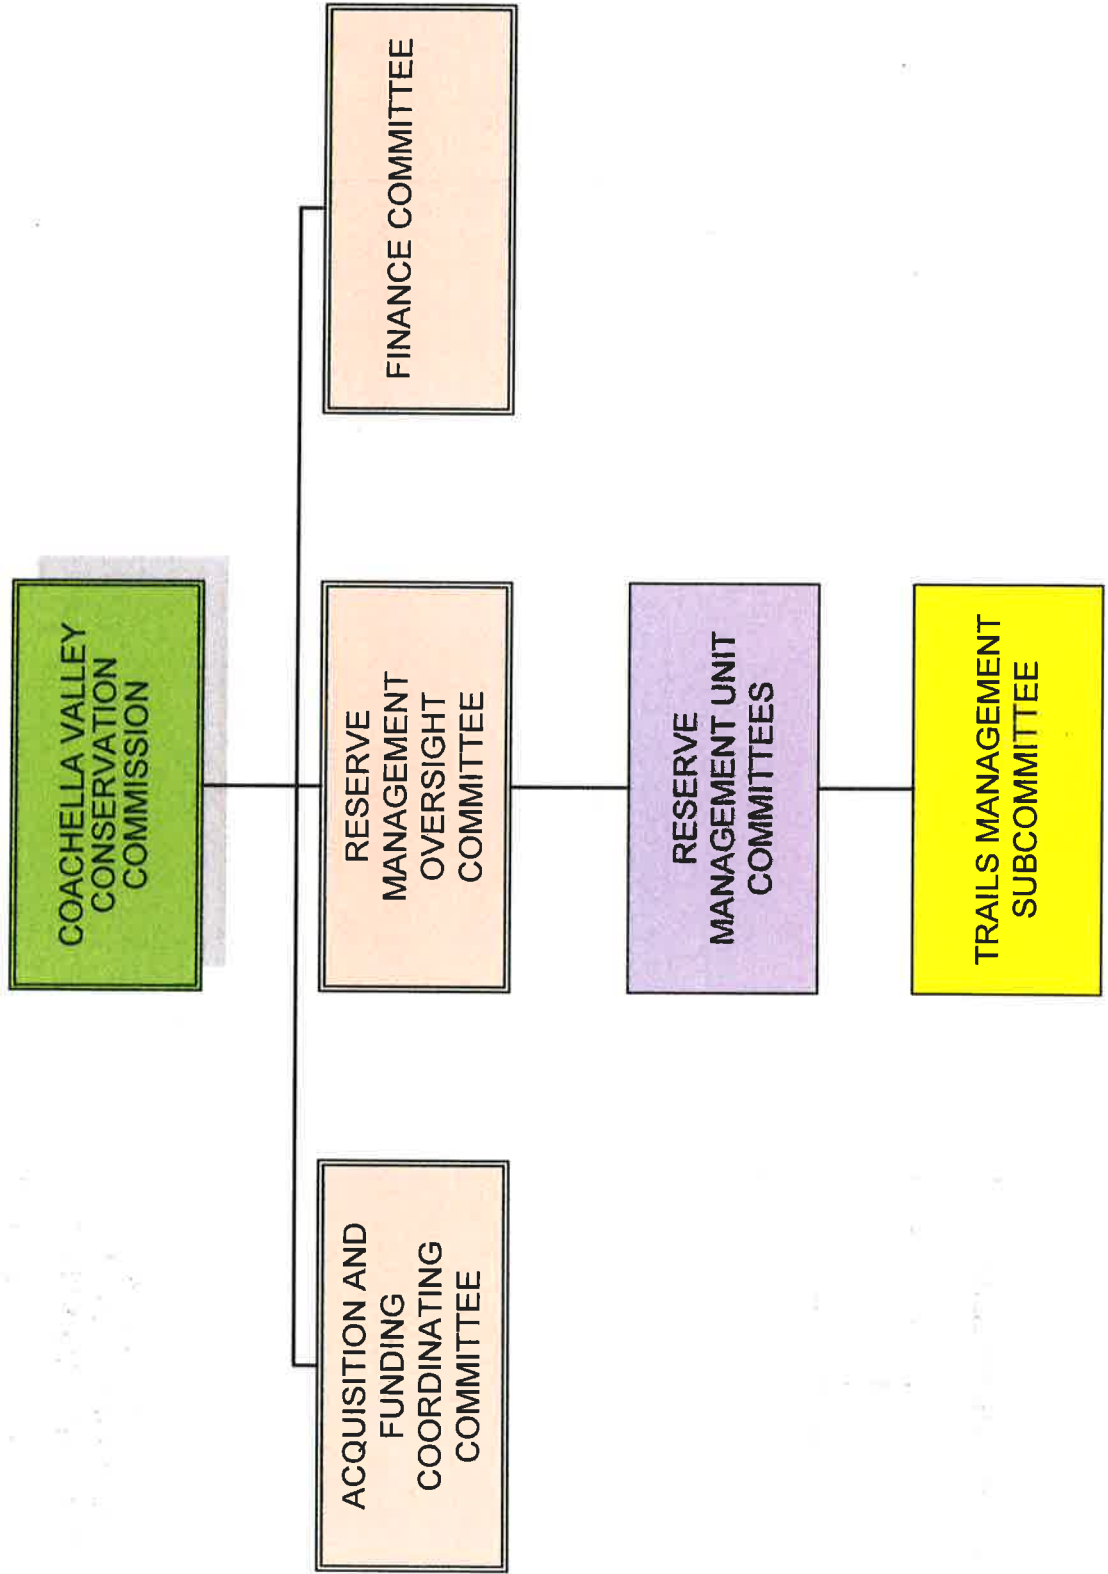 COACHELLA VALLEY
CONSERVATION
COMMISSION
ACQUISITION AND
FUNDING
COORDINATING
COMMITTEE
RESERVE
MANAGEMENT
OVERSIGHT
COMMITTEE
FINANCE COMMITTEE
RESERVE
MANAGEMENT UNIT
COMMITTEES
TRAILS MANAGEMENT
SUBCOMMITTEE